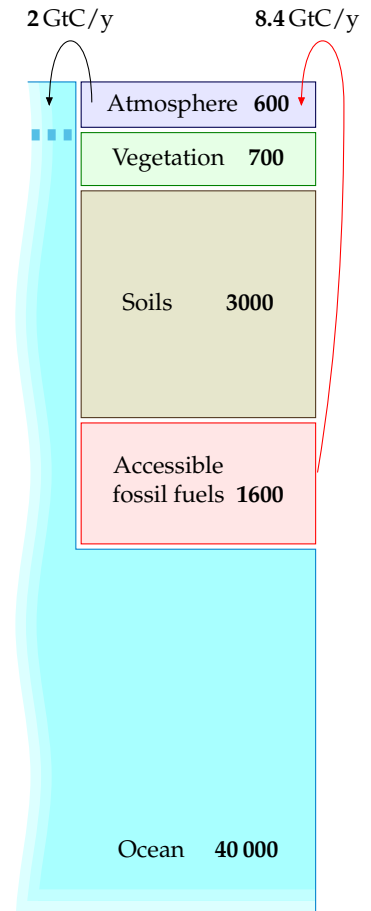 2 GtC/y 8.4 GtC/y
Atmosphere 600
Vegetation 700
Soils 3000
Accessible
fossil fuels 1600
Ocean 40 000